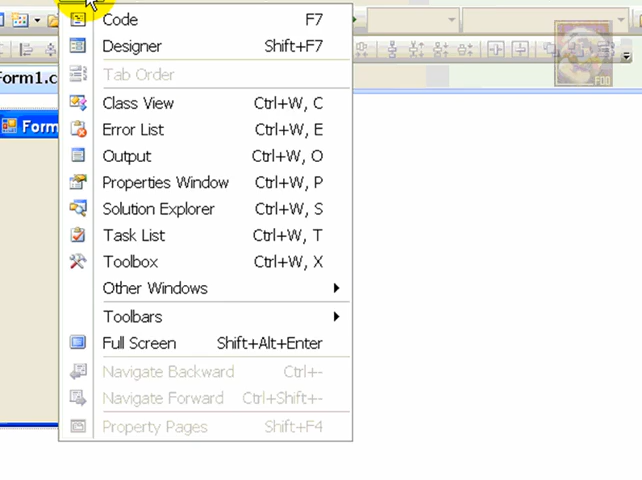 Code F7
Designer Shift+F7
Tab Order
Form1.c
Class View Ctrl+W, C
Form
Error List Ctrl+W, E
Output Ctrl+W, O
Properties Window Ctrl+W, P
Solution Explorer Ctrl+W, S
Task List Ctrl+W, T
Toolbox Ctrl+W, X
Other Windows
Toolbars
Full Screen Shift+Alt+Enter
Navigate Backward Ctrl+-
Navigate Forward Ctrl+Shift+-
Property Pages Shift+F4